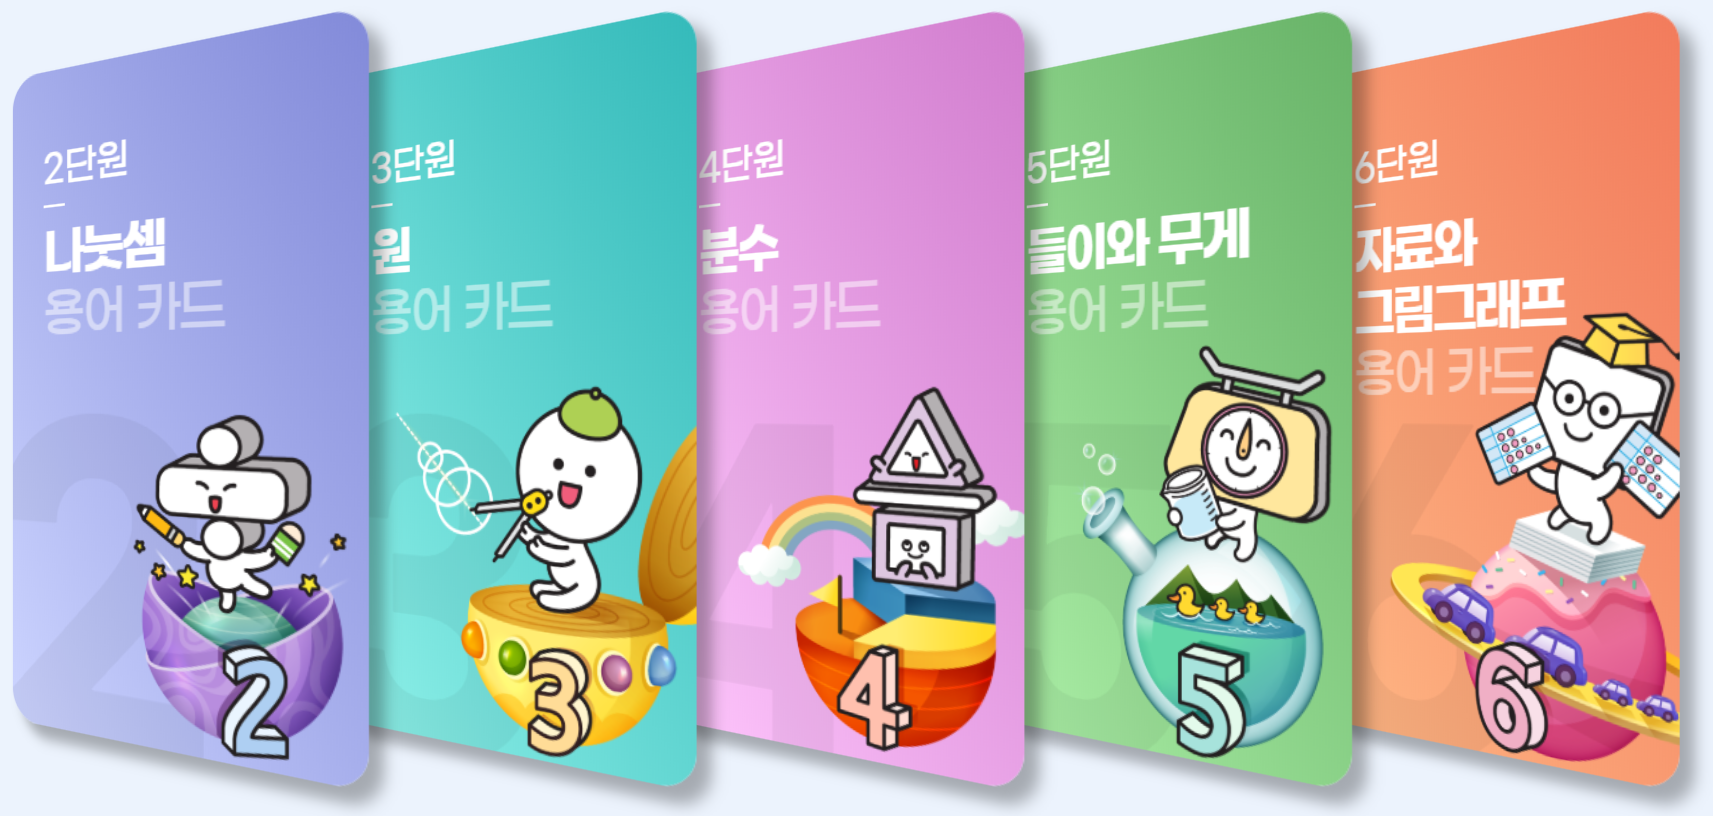 2단원
나눗셈
용어 카드
2
3단원
원
용어 카드
3
4단원
분수
용어 카드
4
5단원
들이와 무게
용어 카드
5
6단원
자료와
그림그래프
용어 카드
6